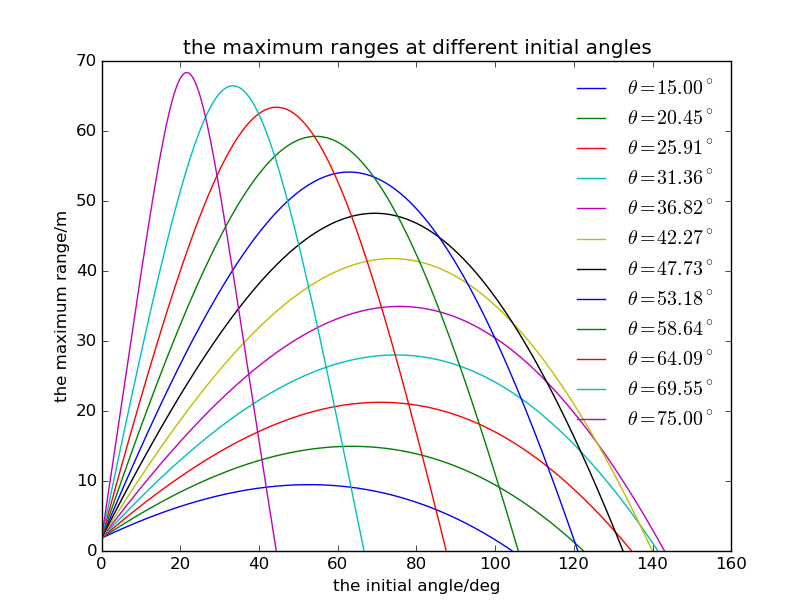 the maximum ranges at different initial angles
70
60
50
40
30
20
10
0
the maximum range/m
θ=15.00°
θ=20.45°
θ=25.91°
θ=31.36°
θ=36.82°
θ=42.27°
θ=47.73°
θ=53.18°
θ=58.64°
θ=64.09°
θ=69.55°
θ=75.00°
0 20 40 60 80 100 120 140 160
the initial angle/deg